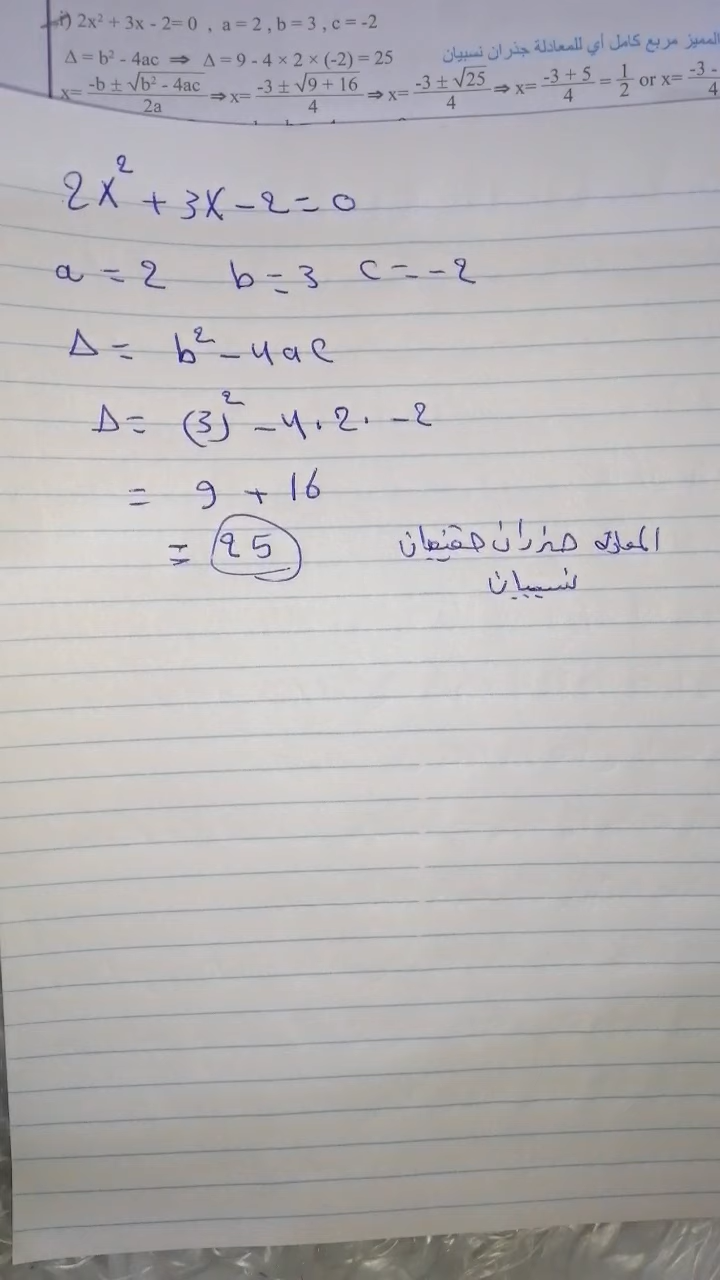 i) 2x² + 3x - 2= 0 , a = 2 , b = 3 , c = -2
Δ = b² - 4ac ⇒ Δ = 9 - 4 × 2 × (-2) = 25 المميز مربع كامل أي للمعادلة جذران نسبيان
x= (-b ± √(b² - 4ac))/2a ⇒ x= (-3 ± √(9 + 16))/4 ⇒ x= (-3 ± √25)/4 ⇒ x= (-3 + 5)/4 = 1/2 or x= (-3 -)/4
2x² + 3x - 2 = 0
a = 2 b = 3 c = -2
Δ = b² - 4ac
Δ = (3)² - 4 . 2 . -2
= 9 + 16
= 25 المعادلة جذران حقيقيان
نسبيان